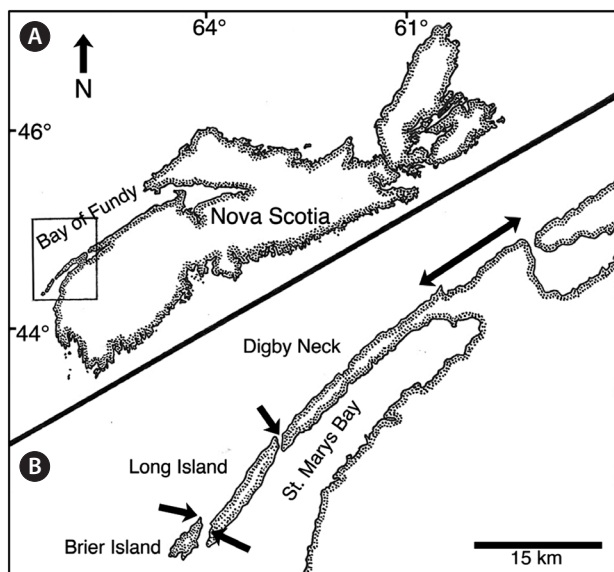 A
64°
61°
N
46°
Bay of Fundy
Nova Scotia
44°
Digby Neck
B
Long Island
St. Marys Bay
Brier Island
15 km